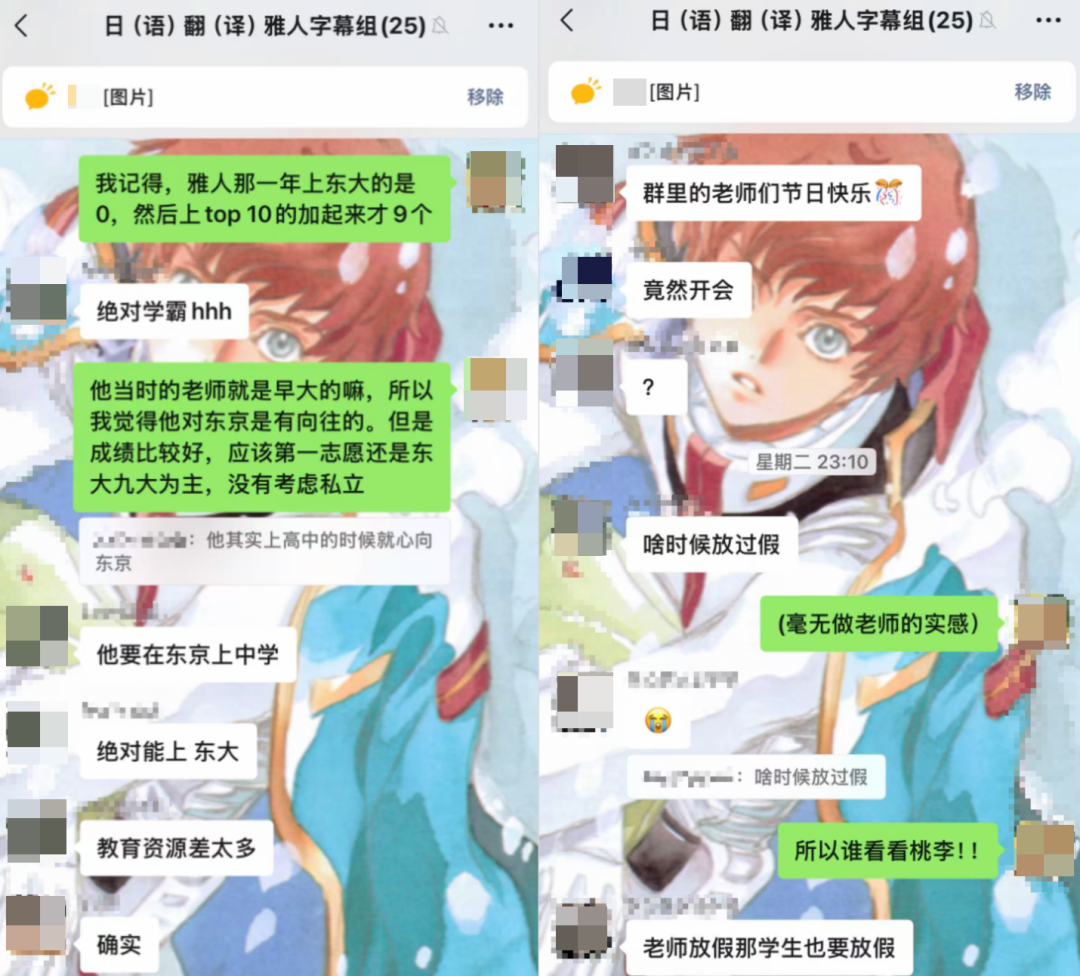 日（语）翻（译）雅人字幕组(25)
[图片]
移除
我记得，雅人那一年上东大的是
0，然后上 top 10 的加起来才 9 个
绝对学霸 hhh
他当时的老师就是早大的嘛，所以
我觉得他对东京是有向往的。但是
成绩比较好，应该第一志愿还是东
大九大为主，没有考虑私立
：他其实上高中的时候就心向
东京
他要在东京上中学
绝对能上 东大
教育资源差太多
确实
日（语）翻（译）雅人字幕组(25)
[图片]
移除
群里的老师们节日快乐
竟然开会
？
星期二 23:10
啥时候放过假
(毫无做老师的实感）
：啥时候放过假
所以谁看看桃李！！
老师放假那学生也要放假